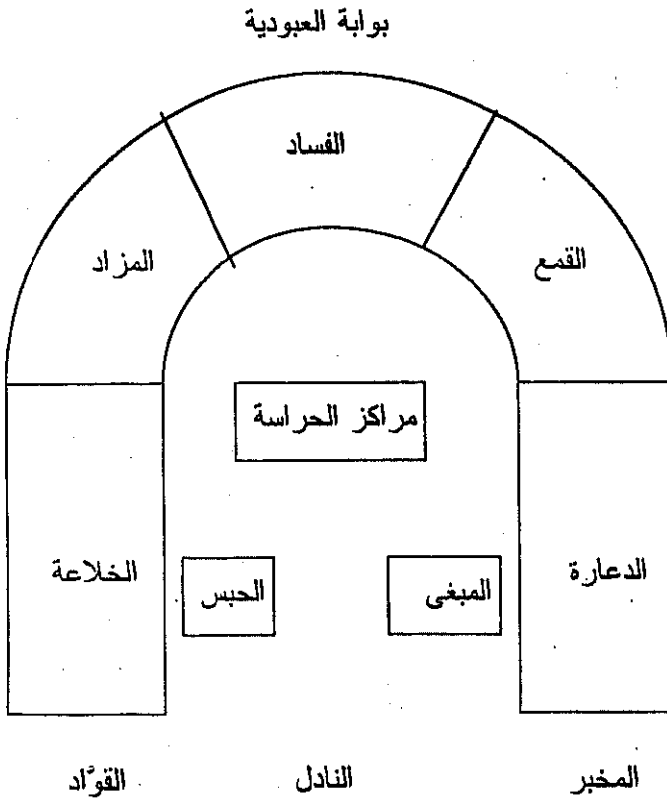 بوابة العبودية
الفساد
القمع
المزاد
مراكز الحراسة
الدعارة
المبغى
الحبس
الخلاعة
المخبر
النادل
القوّاد